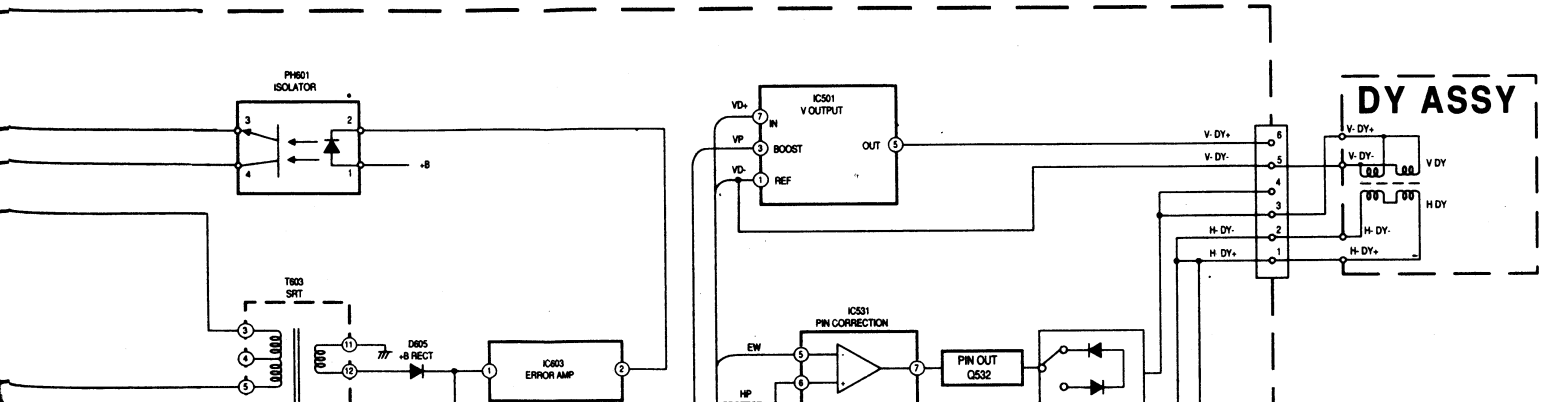 PH601
ISOLATOR
3
2
4
1
+B
T603
SRT
3
4
5
11
12
D605
+B RECT
1
IC603
ERROR AMP
2
VD+
VP
VD-
IC501
V OUTPUT
7
IN
3
BOOST
1
REF
OUT
5
EW
HP
IC531
PIN CORRECTION
5
6
-
+
7
PIN OUT
Q532
V- DY+
V- DY-
H- DY-
H DY+
6
5
4
3
2
1
DY ASSY
V- DY+
V- DY-
V DY
H DY
H- DY-
H- DY+